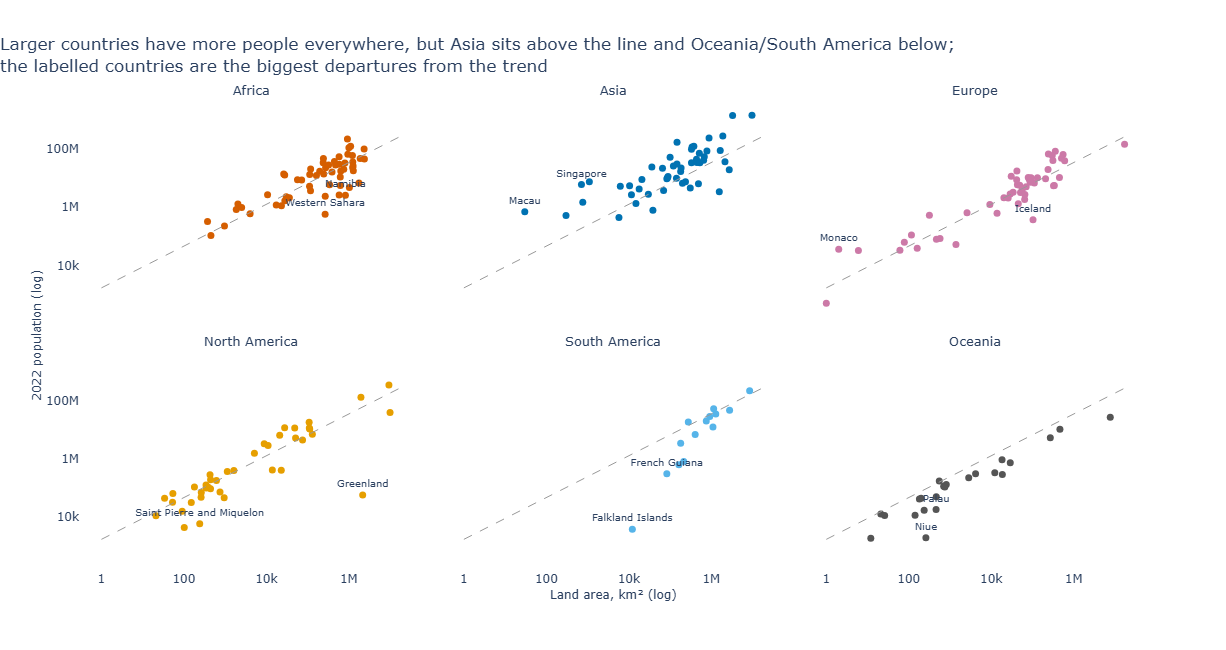 Larger countries have more people everywhere, but Asia sits above the line and Oceania/South America below;
the labelled countries are the biggest departures from the trend
Africa
Asia
Europe
100M
1M
10k
Namibia
Western Sahara
Singapore
Macau
Iceland
Monaco
2022 population (log)
North America
South America
Oceania
100M
1M
10k
Greenland
Saint Pierre and Miquelon
French Guiana
Falkland Islands
Palau
Niue
1
100
10k
1M
1
100
10k
1M
1
100
10k
1M
Land area, km² (log)